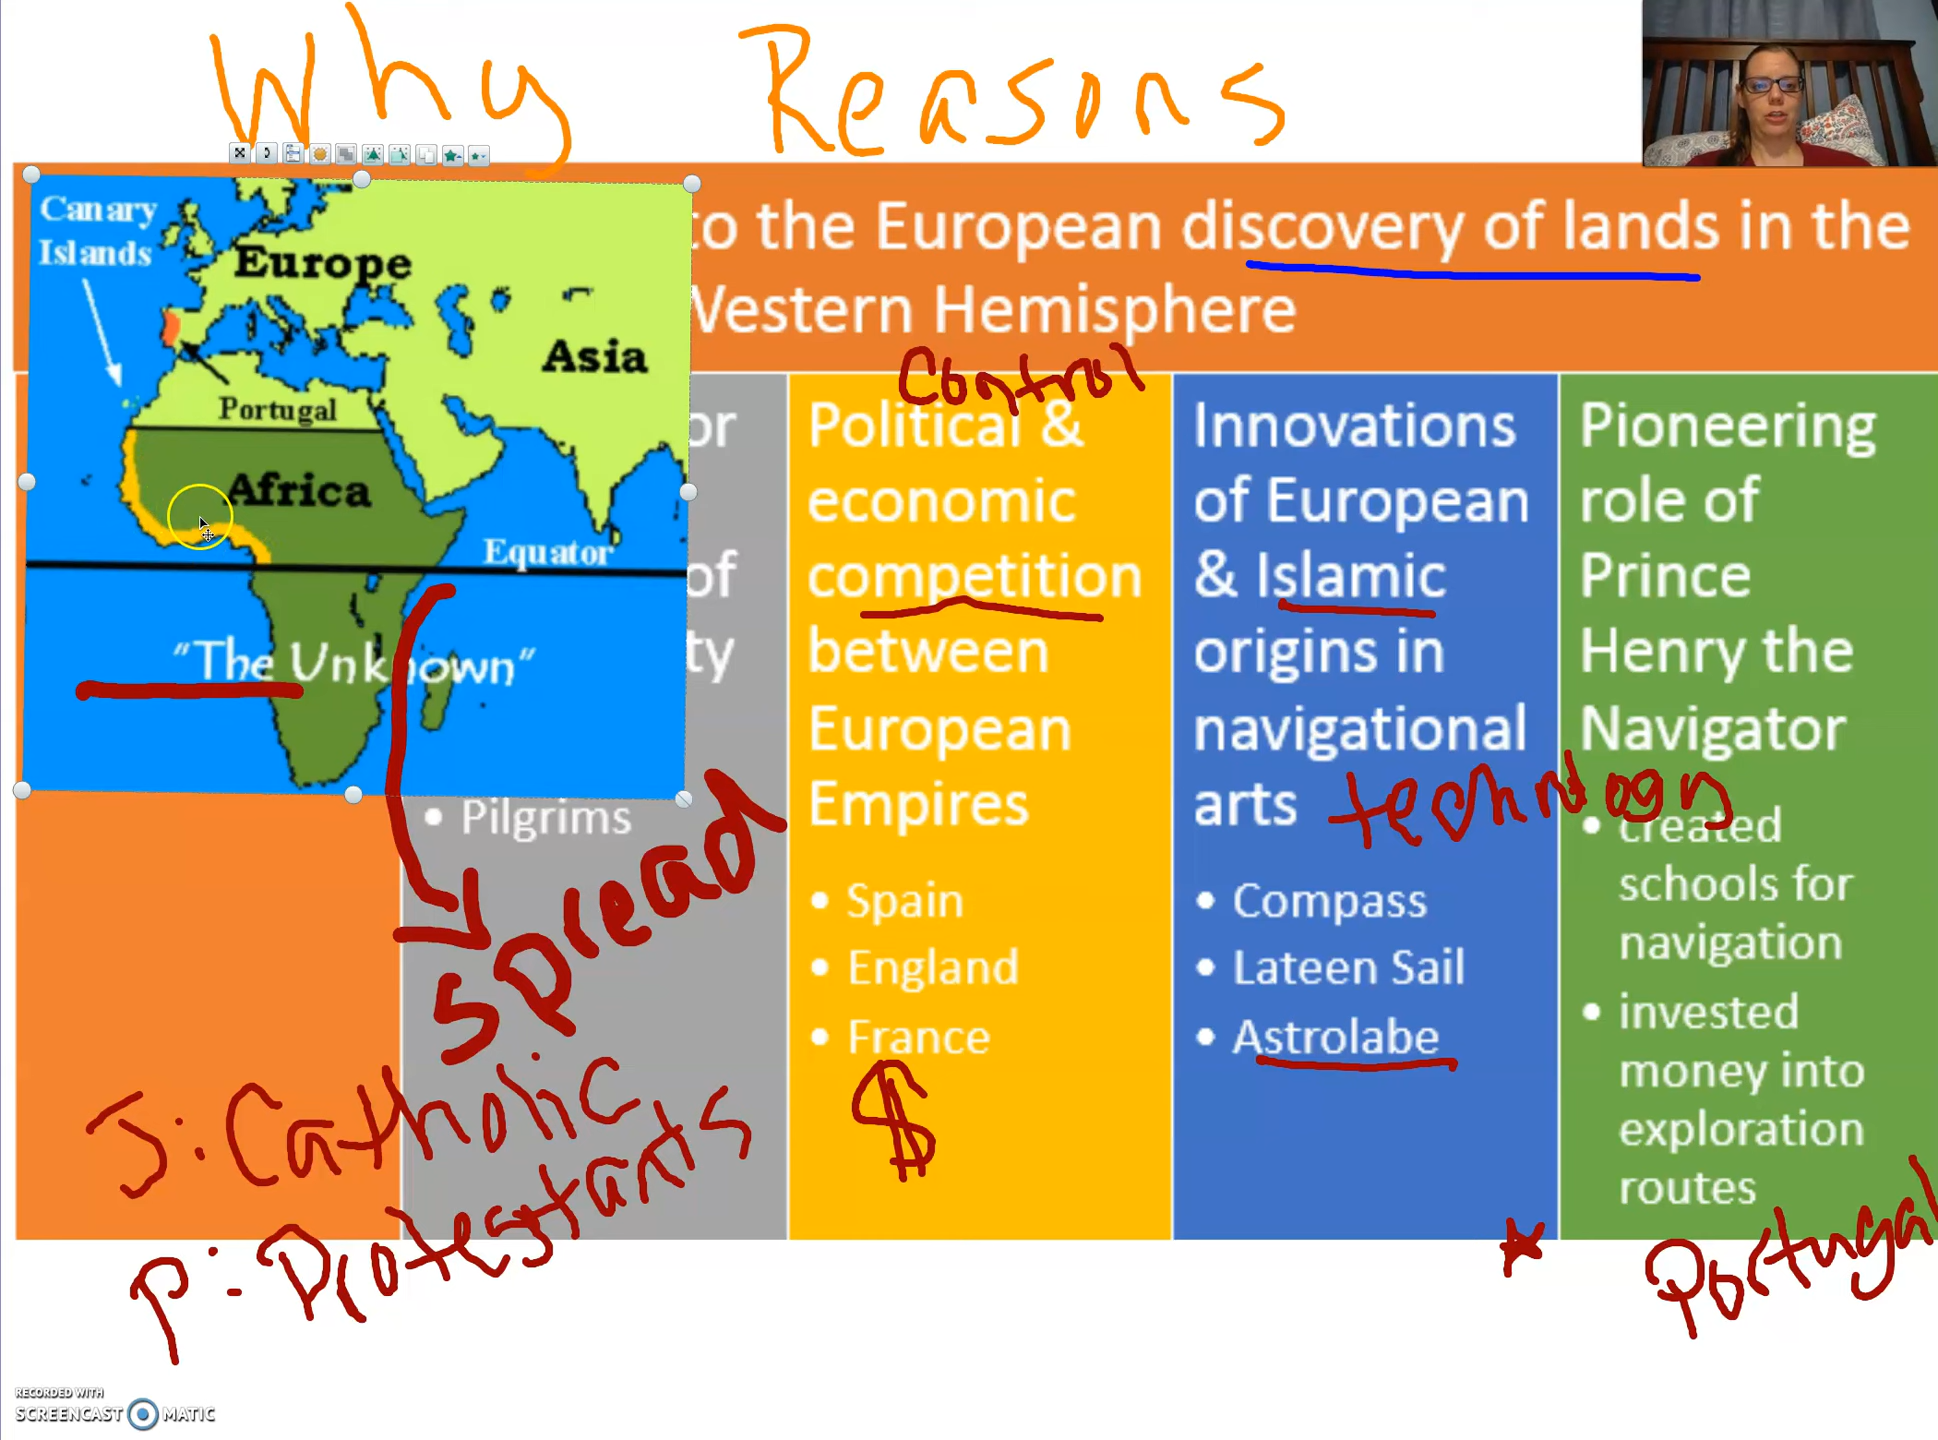 Why Reasons
to the European discovery of lands in the
Western Hemisphere
Canary
Islands
Europe
Asia
Portugal
Africa
Equator
"The Unknown"
or
of
ty
• Pilgrims
Spread
J: Catholic
P: Protestants
Control
Political &
economic
competition
between
European
Empires
• Spain
• England
• France
$
Innovations
of European
& Islamic
origins in
navigational
arts
technology
• Compass
• Lateen Sail
• Astrolabe
Pioneering
role of
Prince
Henry the
Navigator
• created
schools for
navigation
• invested
money into
exploration
routes
Portugal
RECORDED WITH
SCREENCAST MATIC